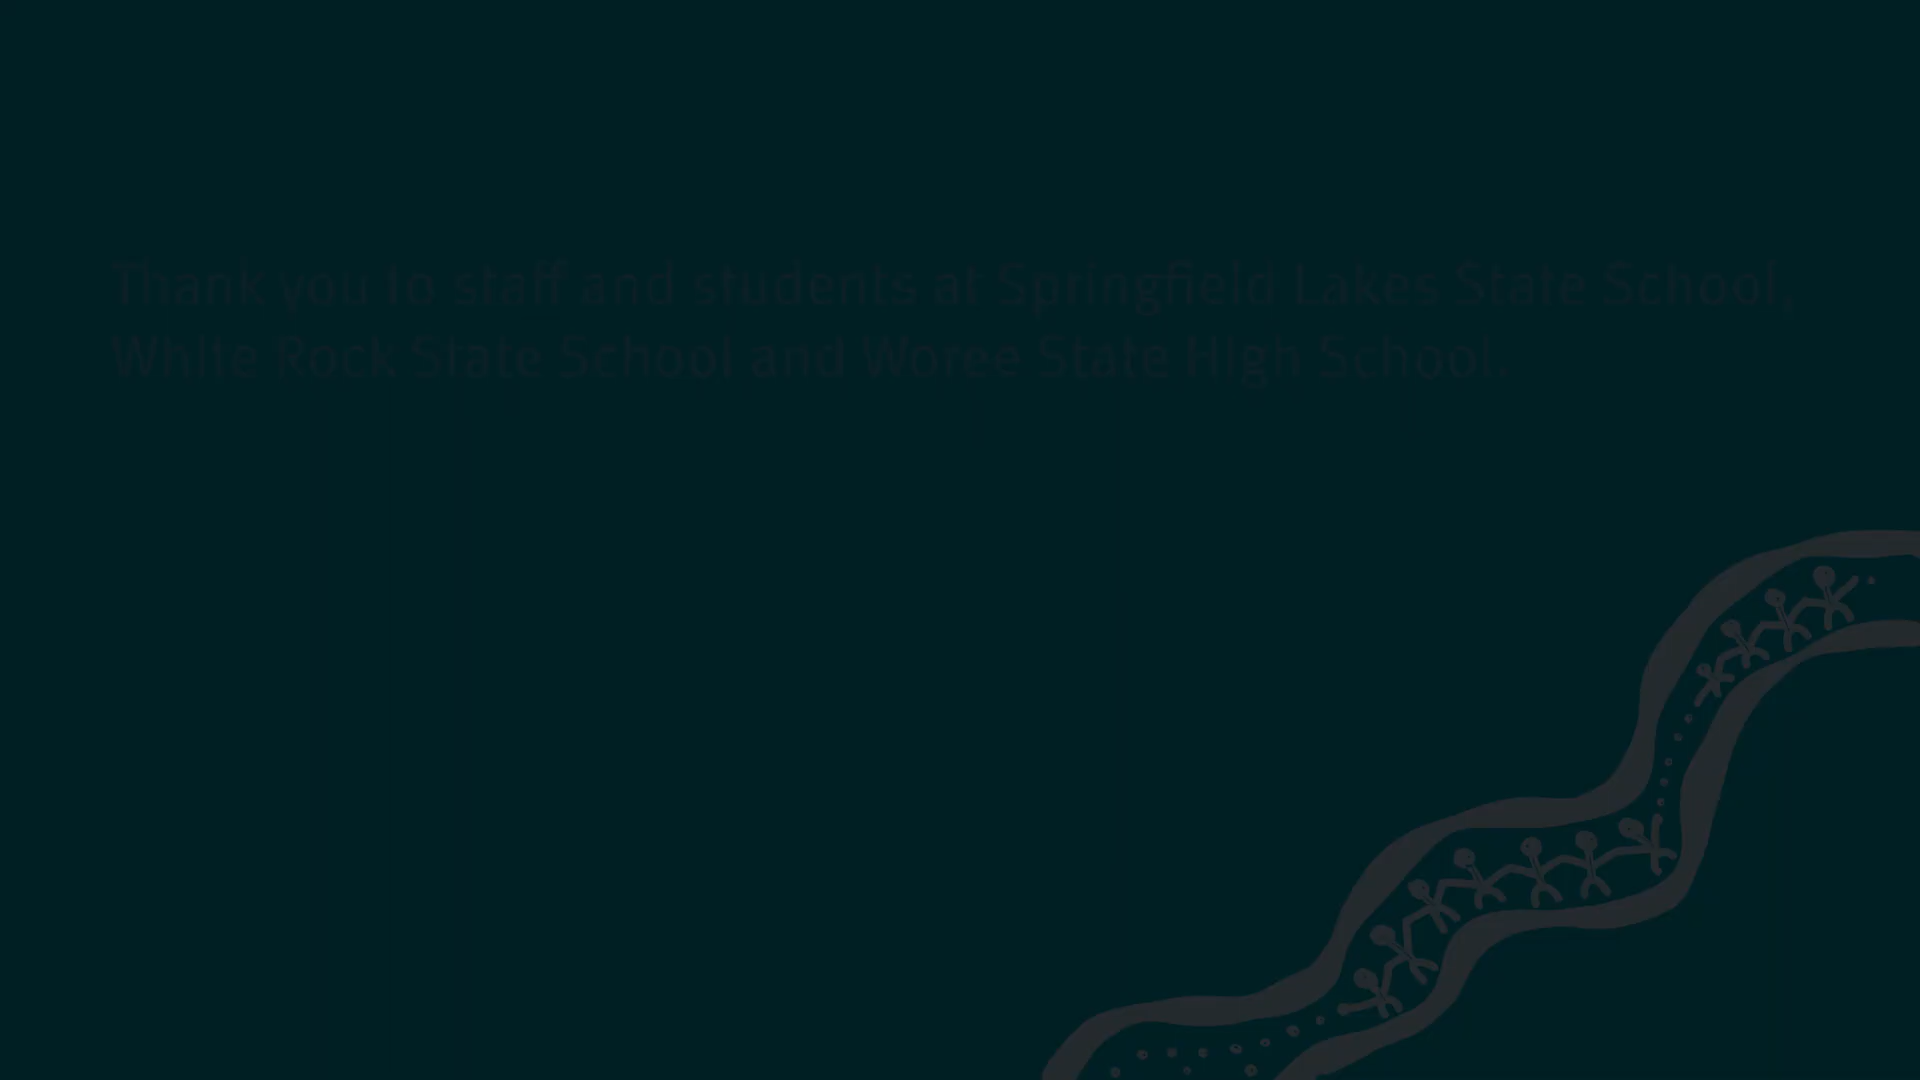 Thank you to staff and students at Springfield Lakes State School,
White Rock State School and Woree State High School.